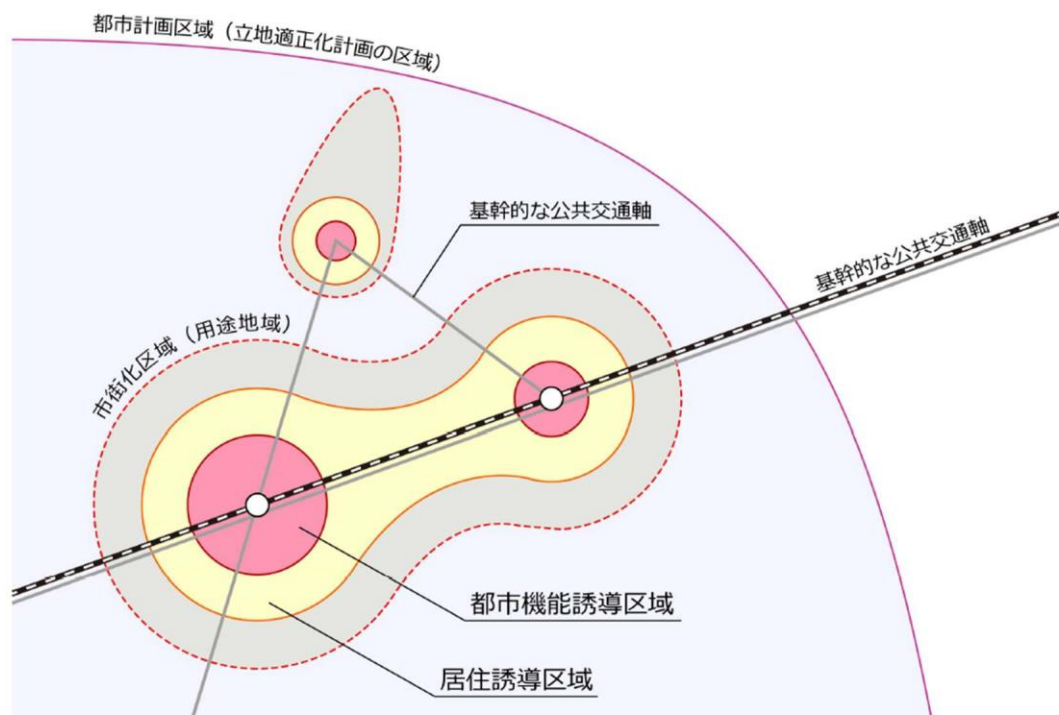 都市計画区域（立地適正化計画の区域）
基幹的な公共交通軸
基幹的な公共交通軸
市街化区域（用途地域）
都市機能誘導区域
居住誘導区域